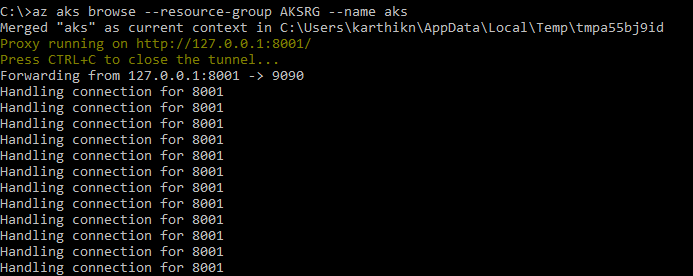 C:\>az aks browse --resource-group AKSRG --name aks
Merged "aks" as current context in C:\Users\karthikn\AppData\Local\Temp\tmpa55bj9id
Proxy running on http://127.0.0.1:8001/
Press CTRL+C to close the tunnel...
Forwarding from 127.0.0.1:8001 -> 9090
Handling connection for 8001
Handling connection for 8001
Handling connection for 8001
Handling connection for 8001
Handling connection for 8001
Handling connection for 8001
Handling connection for 8001
Handling connection for 8001
Handling connection for 8001
Handling connection for 8001
Handling connection for 8001
Handling connection for 8001